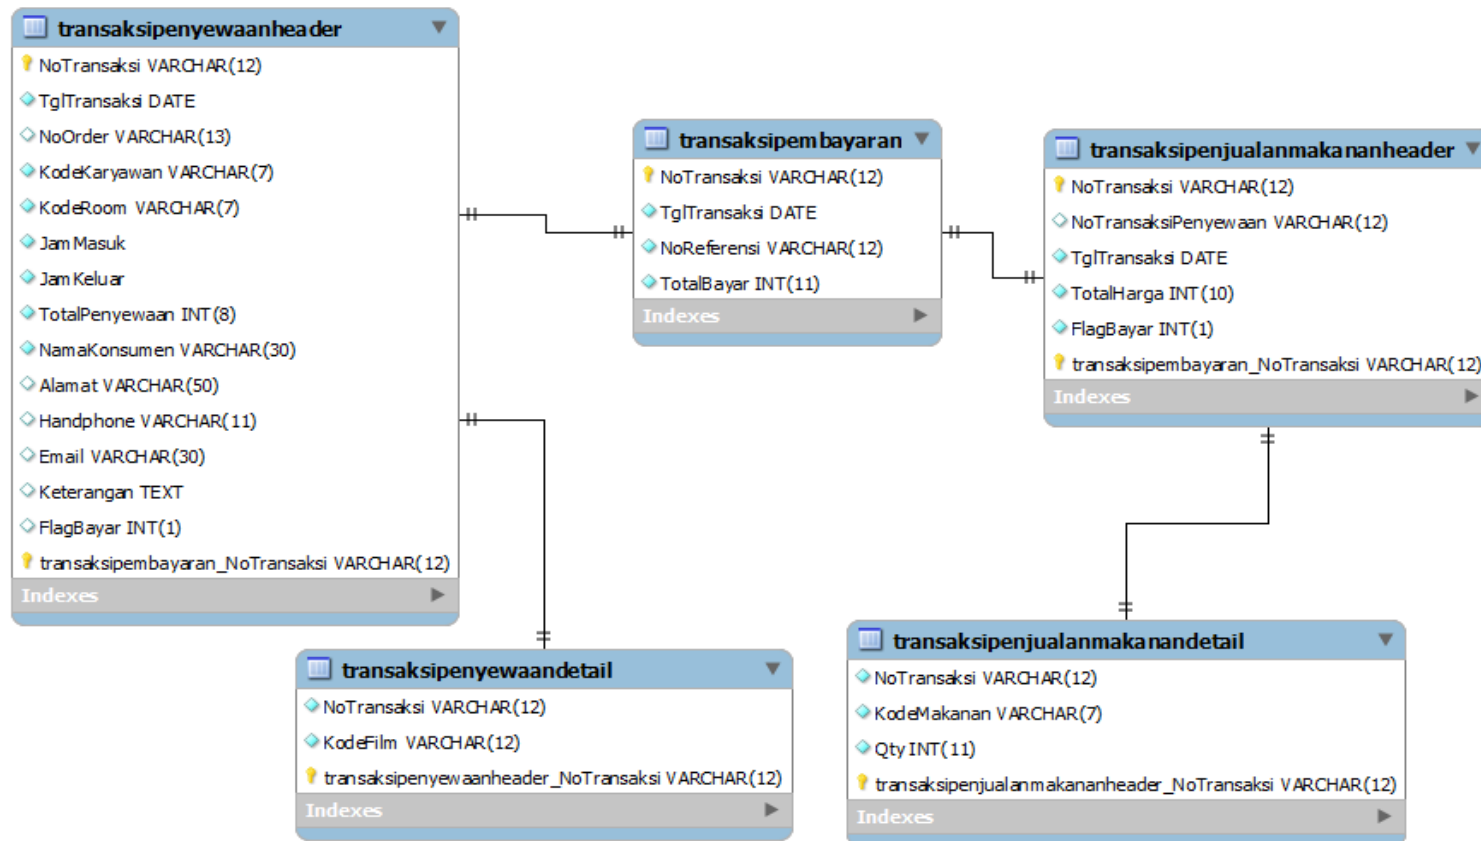 transaksipenyewaanheader
NoTransaksi VARCHAR(12)
TglTransaksi DATE
NoOrder VARCHAR(13)
KodeKaryawan VARCHAR(7)
KodeRoom VARCHAR(7)
JamMasuk
JamKeluar
TotalPenyewaan INT(8)
NamaKonsumen VARCHAR(30)
Alamat VARCHAR(50)
Handphone VARCHAR(11)
Email VARCHAR(30)
Keterangan TEXT
FlagBayar INT(1)
transaksipembayaran_NoTransaksi VARCHAR(12)
Indexes
transaksipembayaran
NoTransaksi VARCHAR(12)
TglTransaksi DATE
NoReferensi VARCHAR(12)
TotalBayar INT(11)
Indexes
transaksipenjualanmakananheader
NoTransaksi VARCHAR(12)
NoTransaksiPenyewaan VARCHAR(12)
TglTransaksi DATE
TotalHarga INT(10)
FlagBayar INT(1)
transaksipembayaran_NoTransaksi VARCHAR(12)
Indexes
transaksipenyewaandetail
NoTransaksi VARCHAR(12)
KodeFilm VARCHAR(12)
transaksipenyewaanheader_NoTransaksi VARCHAR(12)
Indexes
transaksipenjualanmakanandetail
NoTransaksi VARCHAR(12)
KodeMakanan VARCHAR(7)
Qty INT(11)
transaksipenjualanmakananheader_NoTransaksi VARCHAR(12)
Indexes